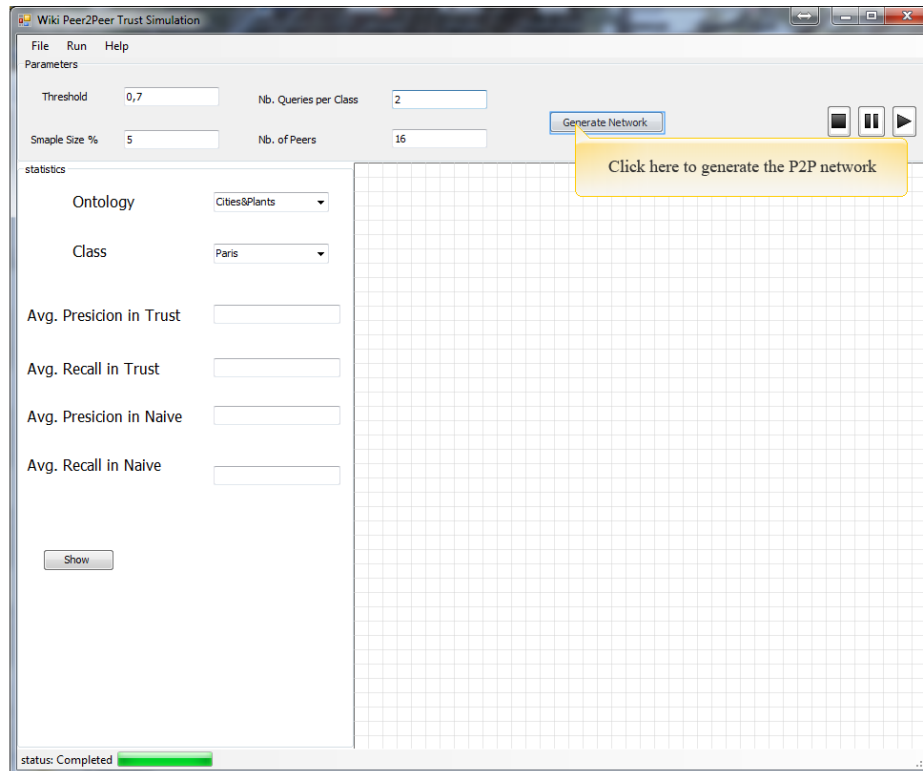 Wiki Peer2Peer Trust Simulation
File Run Help
Parameters
Threshold 0,7 Nb. Queries per Class 2
Generate Network
Smaple Size % 5 Nb. of Peers 16
Click here to generate the P2P network
statistics
Ontology Cities&Plants
Class Paris
Avg. Presicion in Trust
Avg. Recall in Trust
Avg. Presicion in Naive
Avg. Recall in Naive
Show
status: Completed